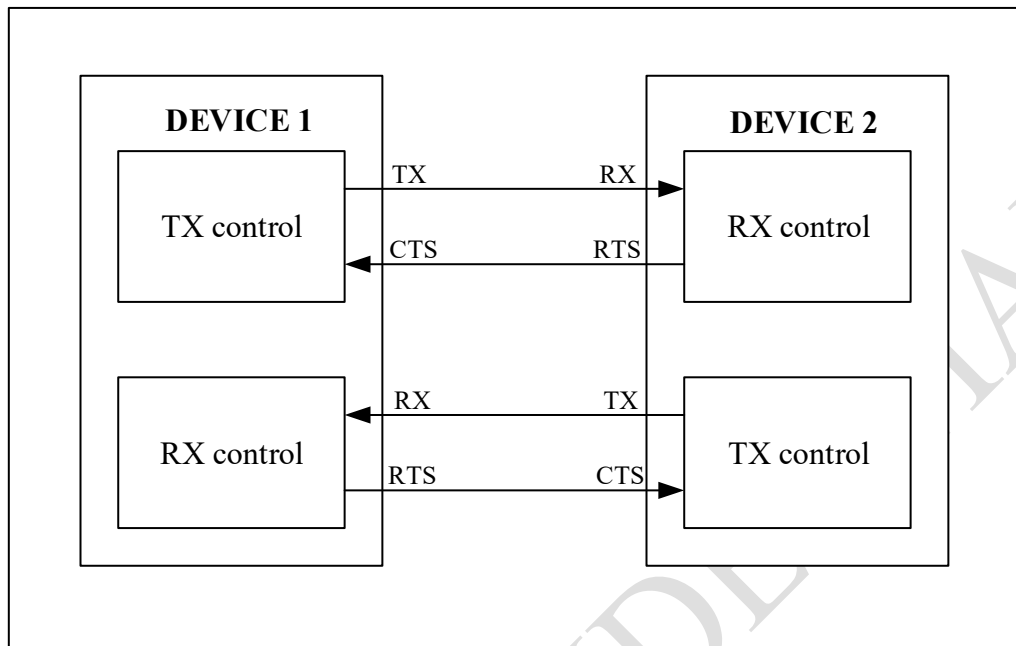 DEVICE 1
DEVICE 2
TX control
TX
RX
RX control
CTS
RTS
RX control
RX
TX
TX control
RTS
CTS